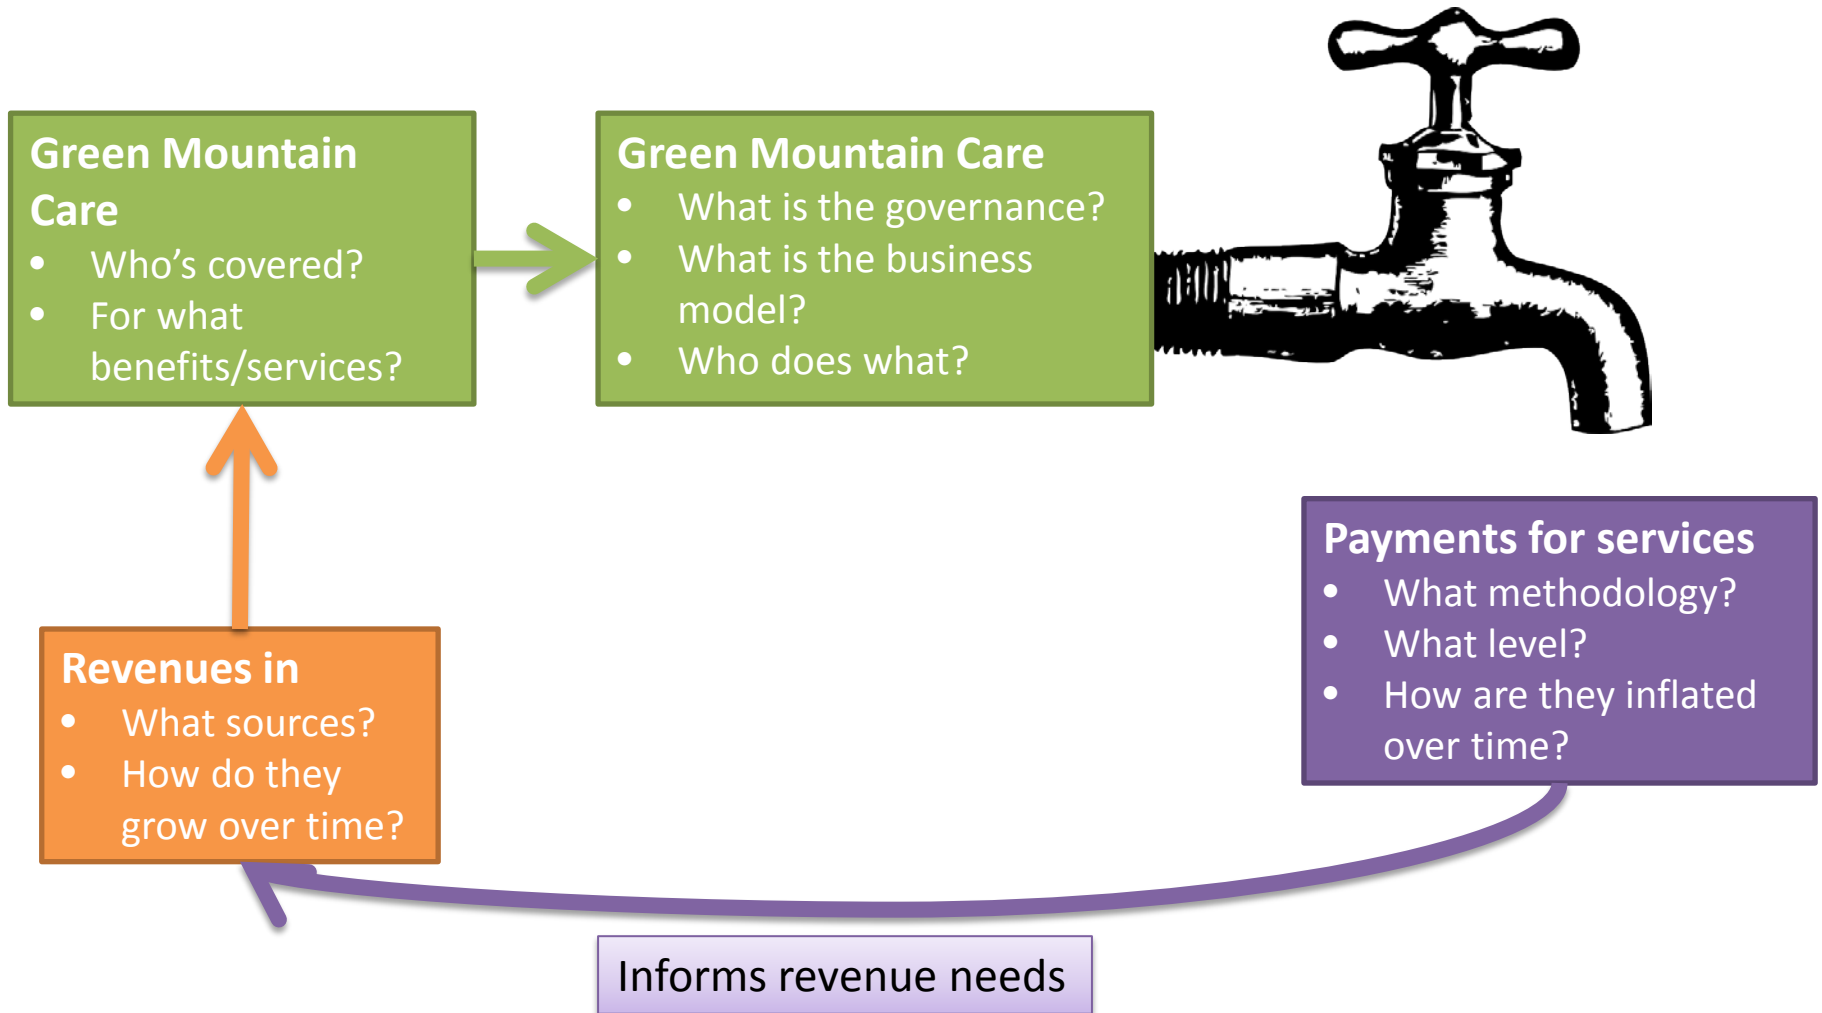 Green Mountain
Care
• Who’s covered?
• For what
benefits/services?
Green Mountain Care
• What is the governance?
• What is the business
model?
• Who does what?
Payments for services
• What methodology?
• What level?
• How are they inflated
over time?
Revenues in
• What sources?
• How do they
grow over time?
Informs revenue needs